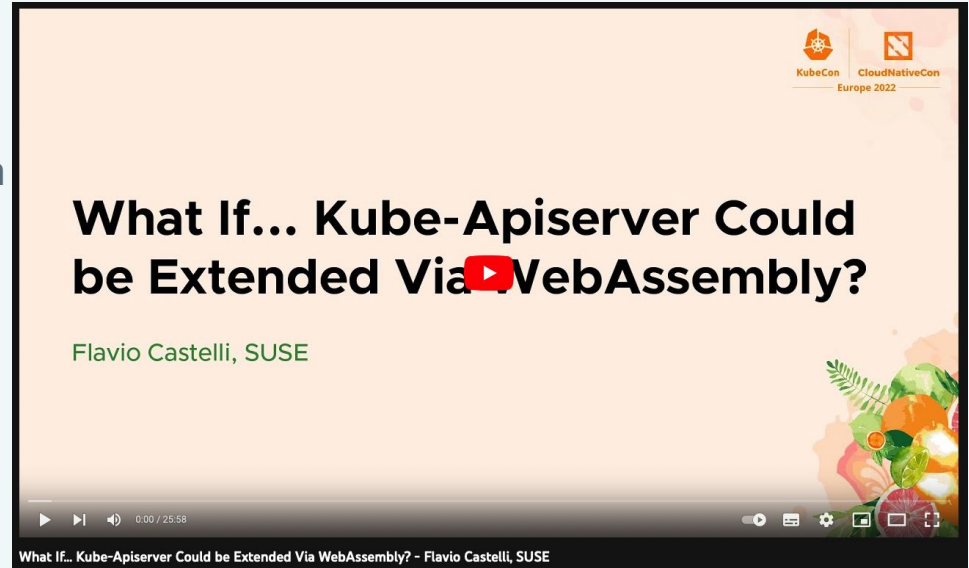 KubeCon
CloudNativeCon
Europe 2022
What If... Kube-Apiserver Could
be Extended Via WebAssembly?
Flavio Castelli, SUSE
0:00 / 25:58
What If... Kube-Apiserver Could be Extended Via WebAssembly? - Flavio Castelli, SUSE